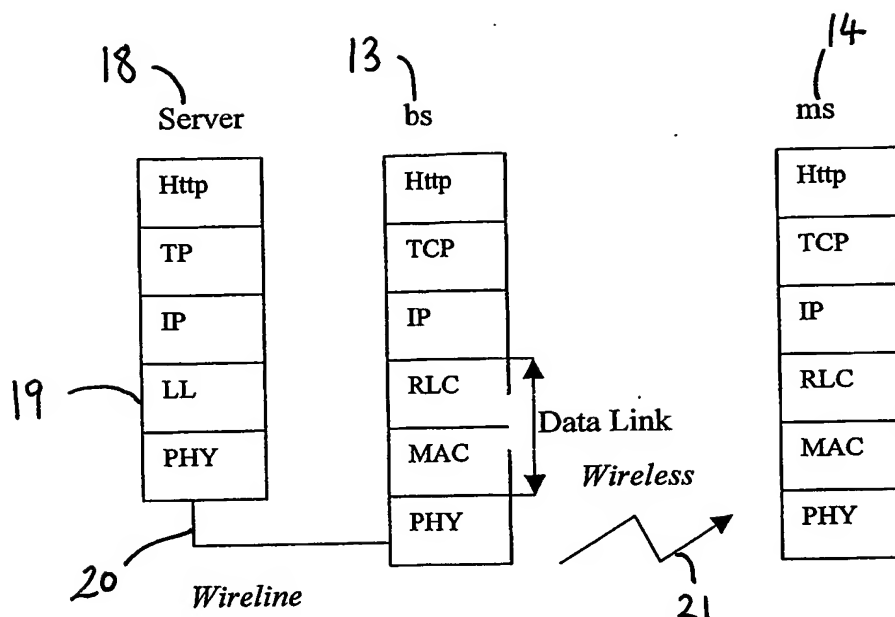 18
13
14
Server
bs
ms
Http
TP
IP
LL
PHY
19
20
Http
TCP
IP
RLC
MAC
PHY
Data Link
Wireless
Wireline
21
Http
TCP
IP
RLC
MAC
PHY